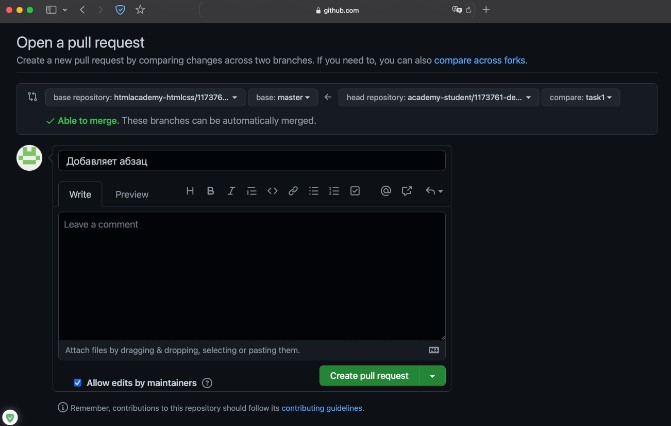 github.com
Open a pull request
Create a new pull request by comparing changes across two branches. If you need to, you can also compare across forks.
base repository: htmlacademy-htmlcss/117376... base: master head repository: academy-student/1173761-de... compare: task1
Able to merge. These branches can be automatically merged.
Добавляет абзац
Write Preview H B I
Leave a comment
Attach files by dragging & dropping, selecting or pasting them.
Allow edits by maintainers ?
Create pull request
Remember, contributions to this repository should follow its contributing guidelines.